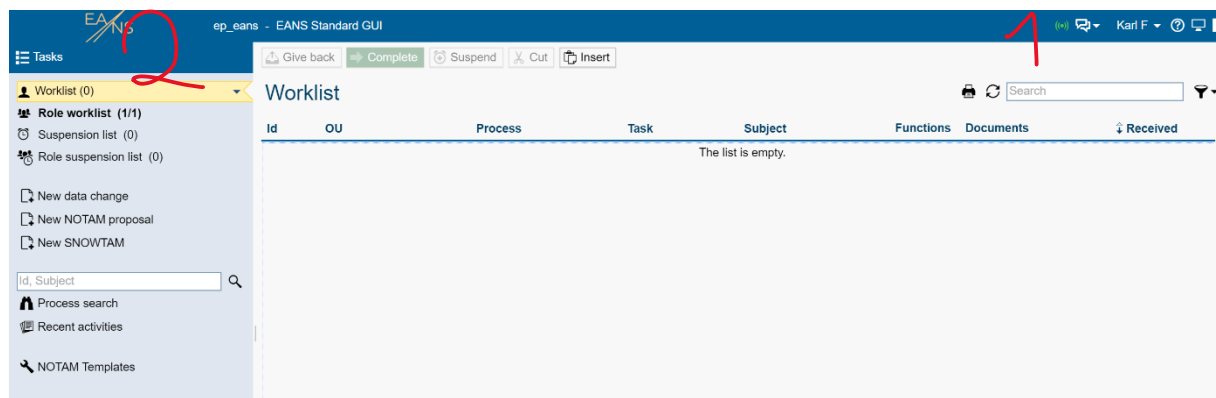 EANS ep_eans - EANS Standard GUI 1 Karl F
2
Tasks Give back Complete Suspend Cut Insert
Worklist (0) Worklist Search
Role worklist (1/1)
Id OU Process Task Subject Functions Documents Received
Suspension list (0)
The list is empty.
Role suspension list (0)
New data change
New NOTAM proposal
New SNOWTAM
Id, Subject
Process search
Recent activities
NOTAM Templates